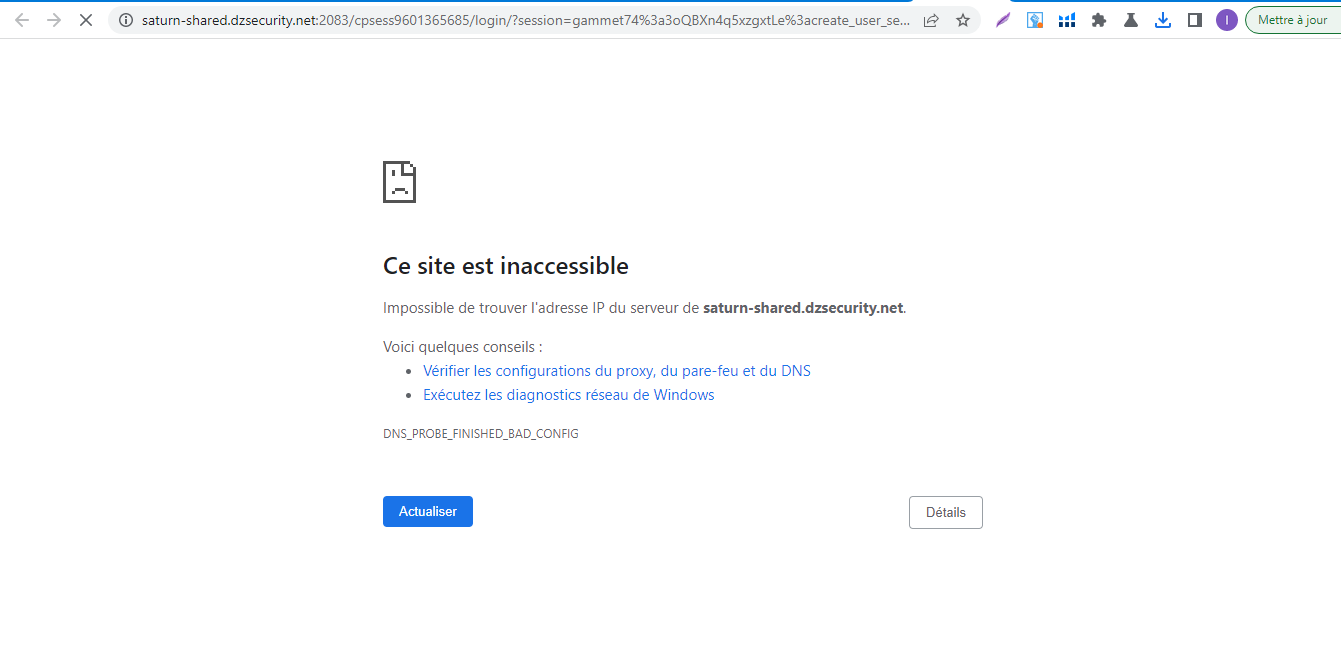 saturn-shared.dzsecurity.net:2083/cpsess9601365685/login/?session=gammet74%3a3oQBXn4q5xzgxtLe%3acreate_user_se...
I
Mettre à jour
Ce site est inaccessible
Impossible de trouver l'adresse IP du serveur de saturn-shared.dzsecurity.net.
Voici quelques conseils :
• Vérifier les configurations du proxy, du pare-feu et du DNS
• Exécutez les diagnostics réseau de Windows
DNS_PROBE_FINISHED_BAD_CONFIG
Actualiser
Détails